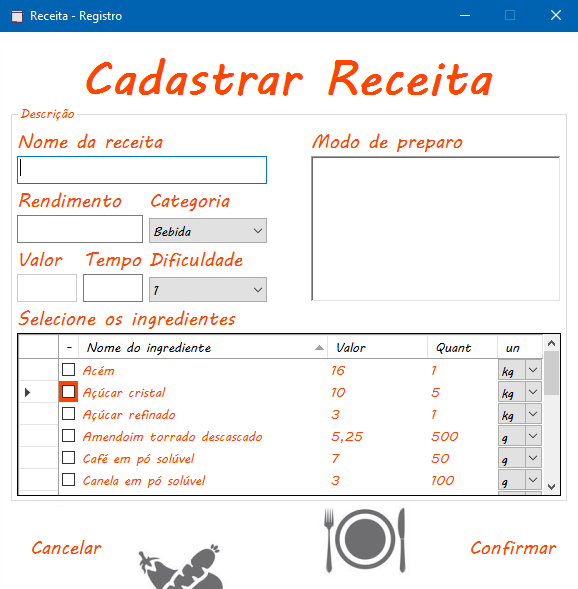 Receita - Registro
Cadastrar Receita
Descrição
Nome da receita
Modo de preparo
Rendimento Categoria
Bebida
Valor Tempo Dificuldade
1
Selecione os ingredientes
- Nome do ingrediente Valor Quant un
Acém 16 1 kg
Açúcar cristal 10 5 kg
Açúcar refinado 3 1 kg
Amendoim torrado descascado 5,25 500 g
Café em pó solúvel 7 50 g
Canela em pó solúvel 3 100 g
Cancelar Confirmar